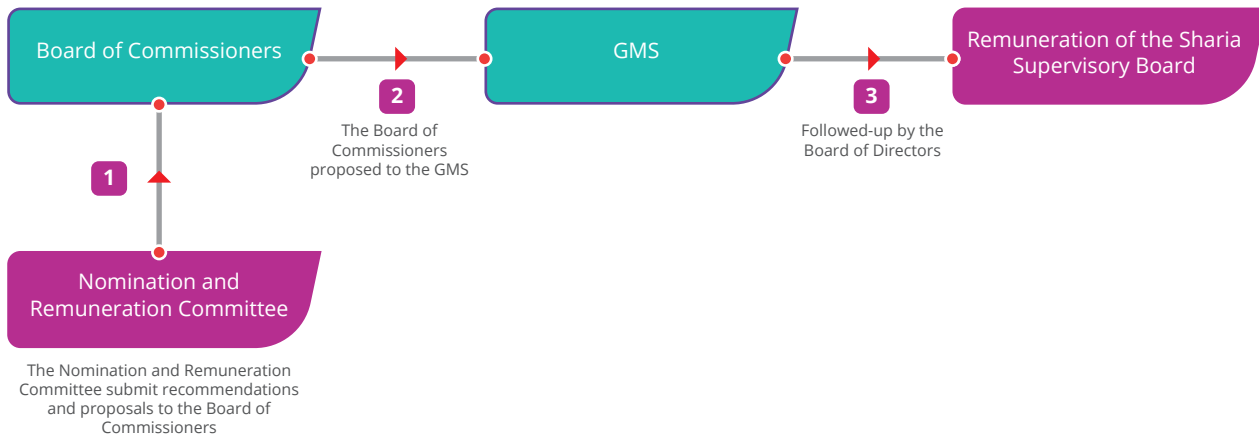 Board of Commissioners
GMS
Remuneration of the Sharia
Supervisory Board
2
The Board of
Commissioners
proposed to the GMS
3
Followed-up by the
Board of Directors
1
Nomination and
Remuneration Committee
The Nomination and Remuneration
Committee submit recommendations
and proposals to the Board of
Commissioners